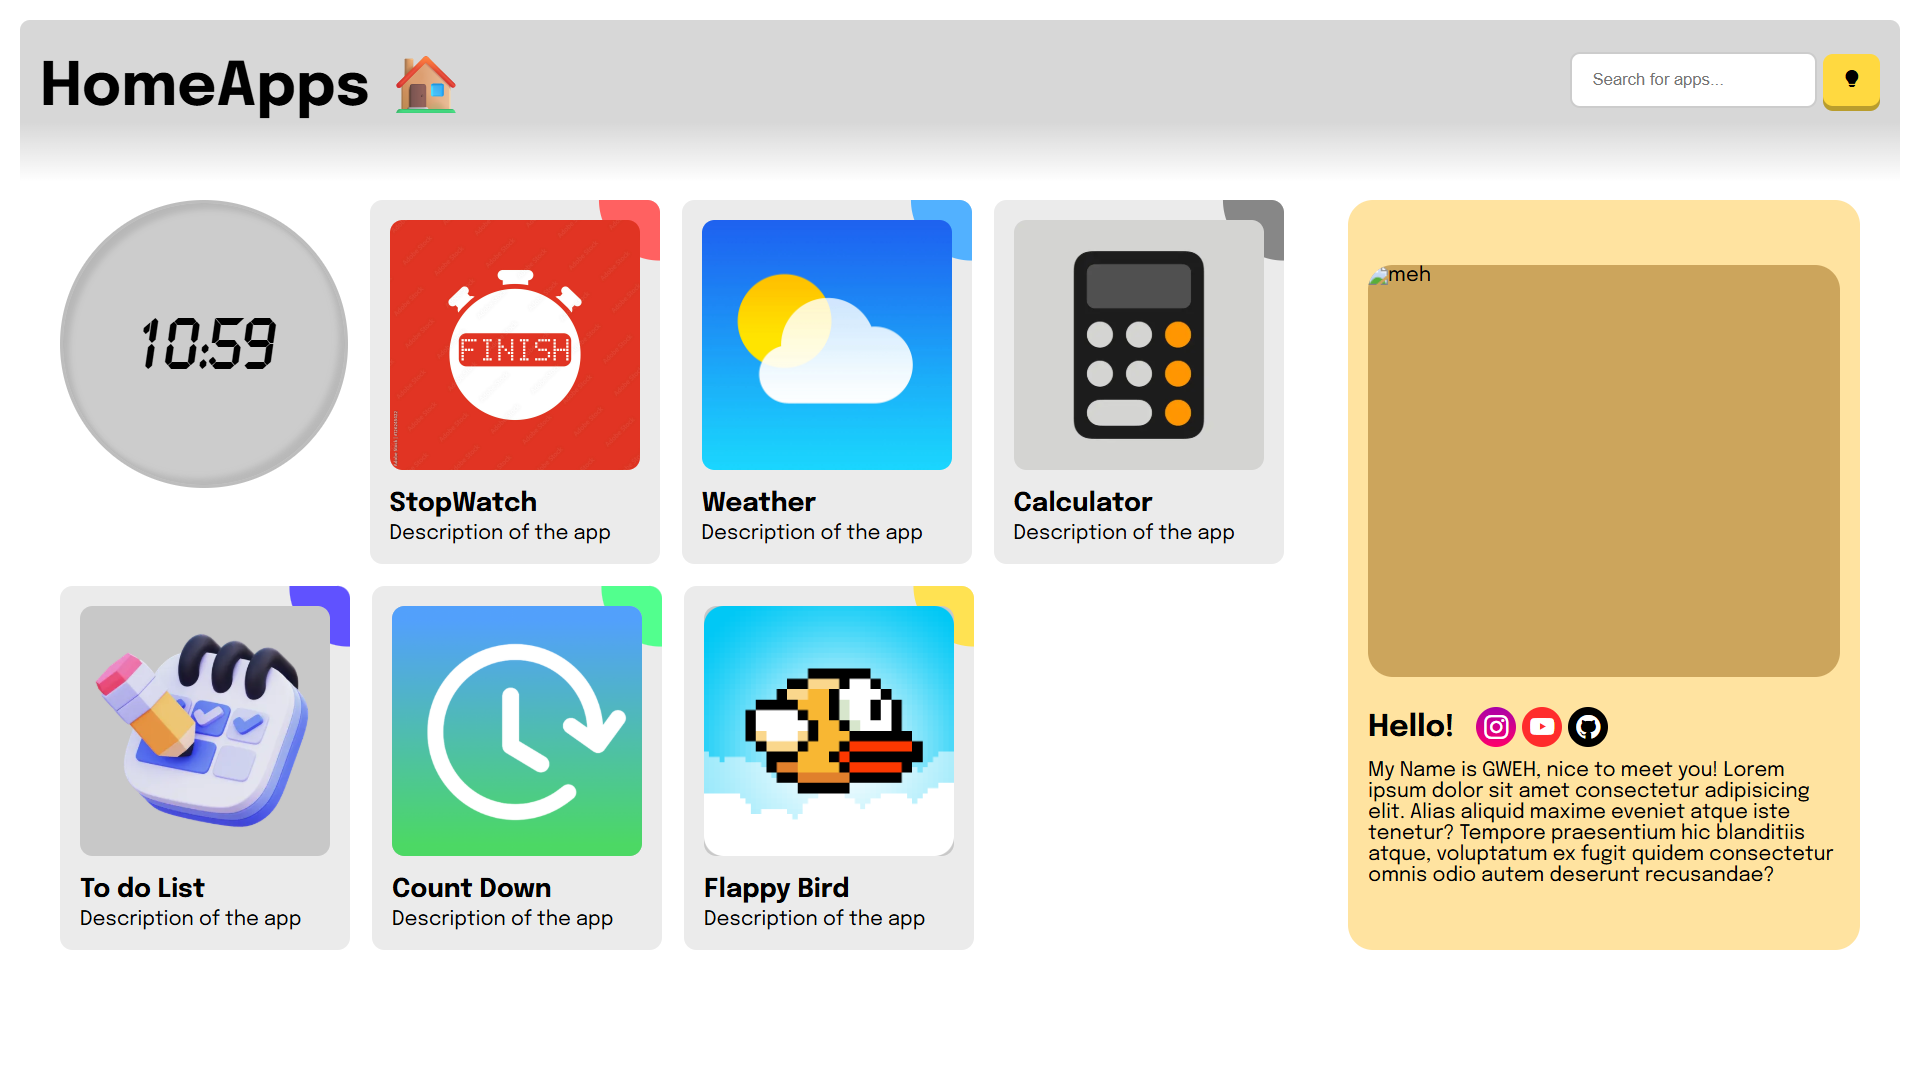 HomeApps
Search for apps...
10:59
FINISH
StopWatch
Description of the app
Weather
Description of the app
Calculator
Description of the app
meh
To do List
Description of the app
Count Down
Description of the app
Flappy Bird
Description of the app
Hello!
My Name is GWEH, nice to meet you! Lorem
ipsum dolor sit amet consectetur adipisicing
elit. Alias aliquid maxime eveniet atque iste
tenetur? Tempore praesentium hic blanditiis
atque, voluptatum ex fugit quidem consectetur
omnis odio autem deserunt recusandae?